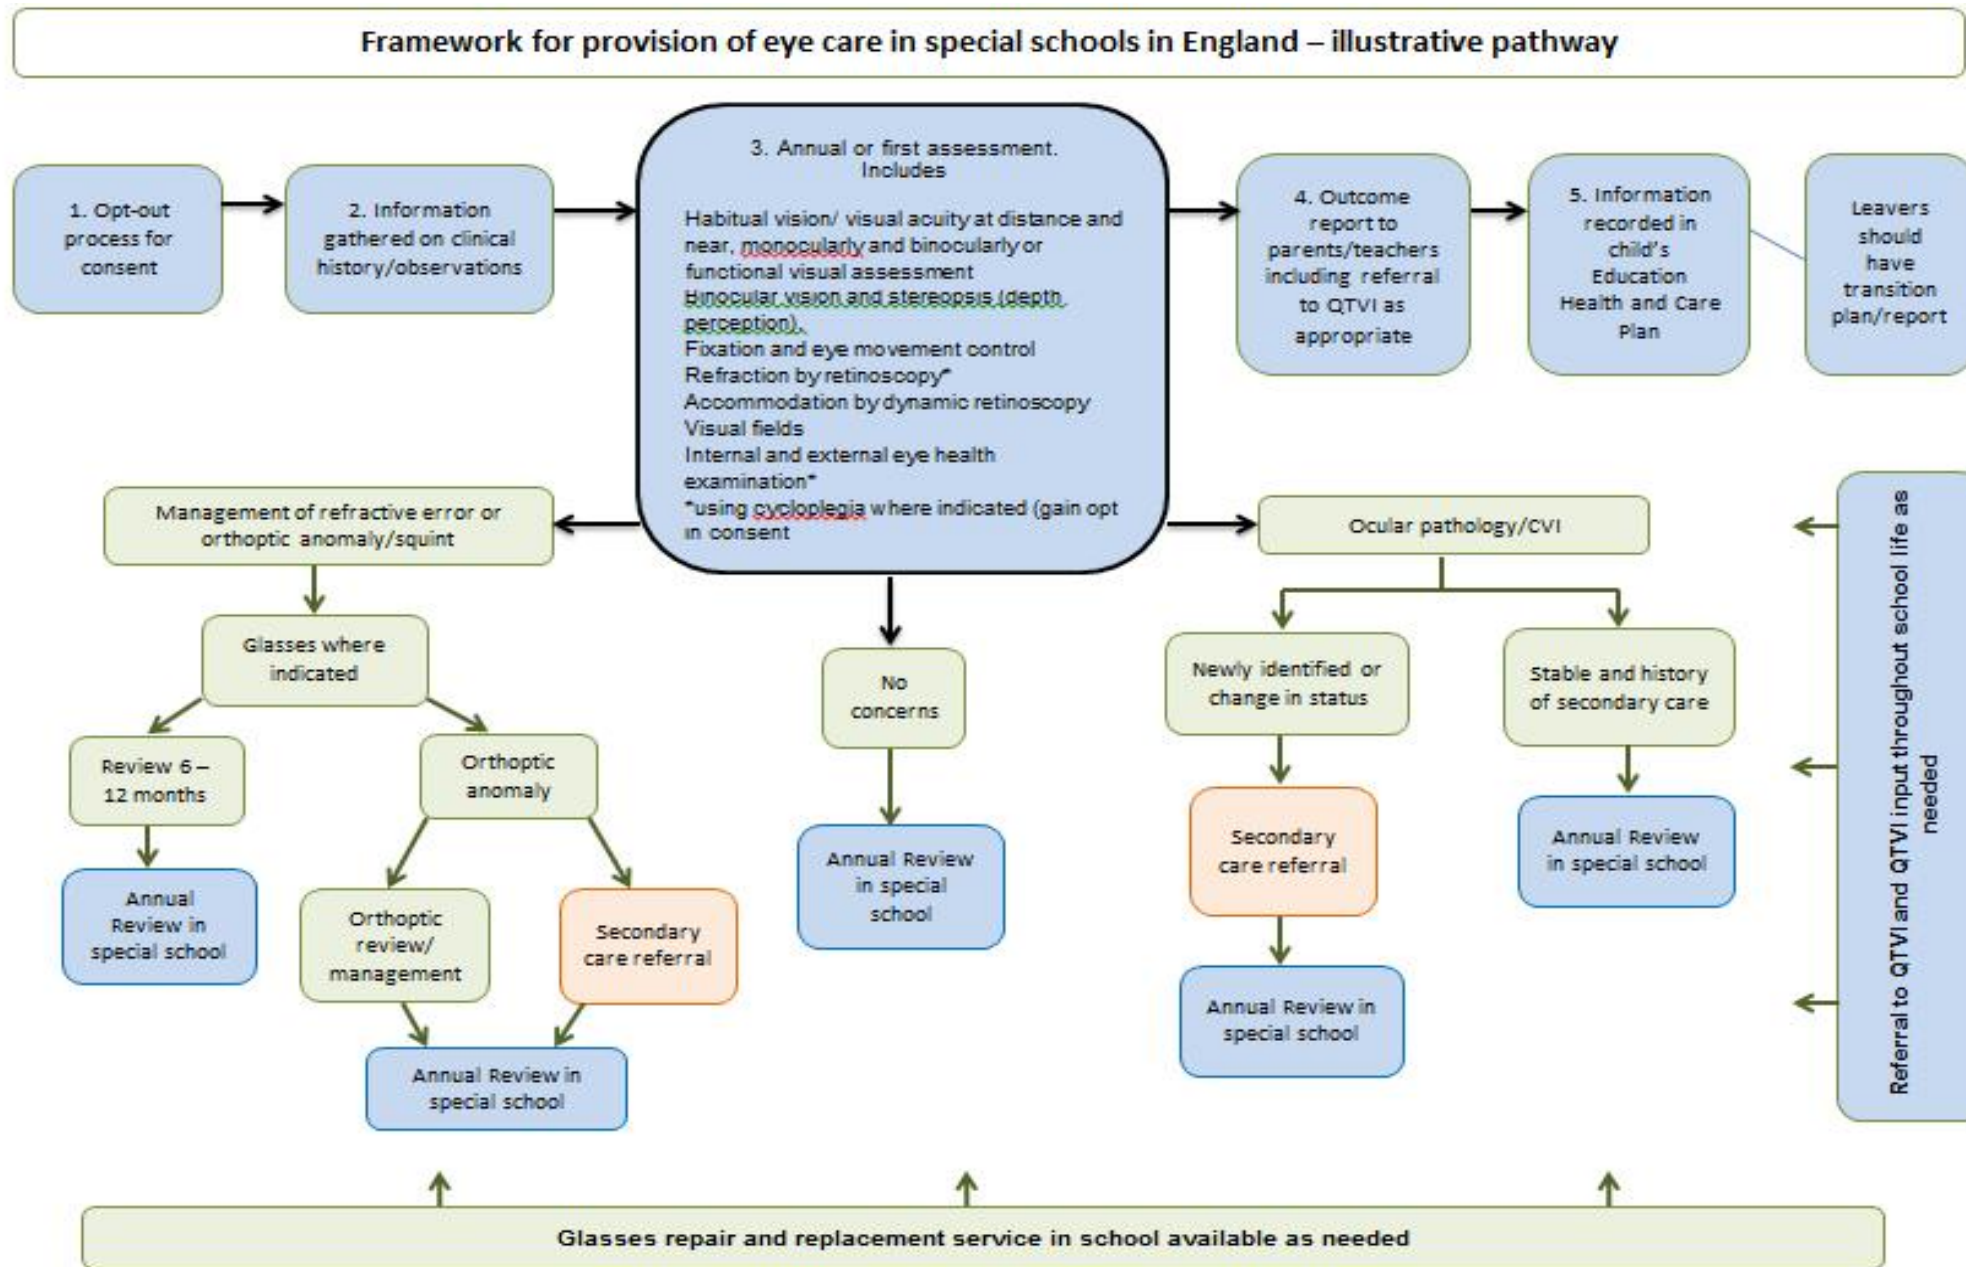 Framework for provision of eye care in special schools in England – illustrative pathway
1. Opt-out
process for
consent
2. Information
gathered on clinical
history/observations
3. Annual or first assessment.
Includes
Habitual vision/ visual acuity at distance and
near, monocularly and binocularly or
functional visual assessment
Binocular vision and stereopsis (depth
perception).
Fixation and eye movement control
Refraction by retinoscopy*
Accommodation by dynamic retinoscopy
Visual fields
Internal and external eye health
examination*
*using cycloplegia where indicated (gain opt
in consent
4. Outcome
report to
parents/teachers
including referral
to QTVI as
appropriate
5. Information
recorded in
child's
Education
Health and Care
Plan
Leavers
should
have
transition
plan/report
Management of refractive error or
orthoptic anomaly/squint
Glasses where
indicated
Review 6 –
12 months
Annual
Review in
special school
Orthoptic
anomaly
Orthoptic
review/
management
Secondary
care referral
Annual Review in
special school
No
concerns
Annual Review
in special
school
Ocular pathology/CVI
Newly identified or
change in status
Secondary
care referral
Annual Review in
special school
Stable and history
of secondary care
Annual Review
in special school
Referral to QTVI and QTVI input throughout school life as
needed
Glasses repair and replacement service in school available as needed